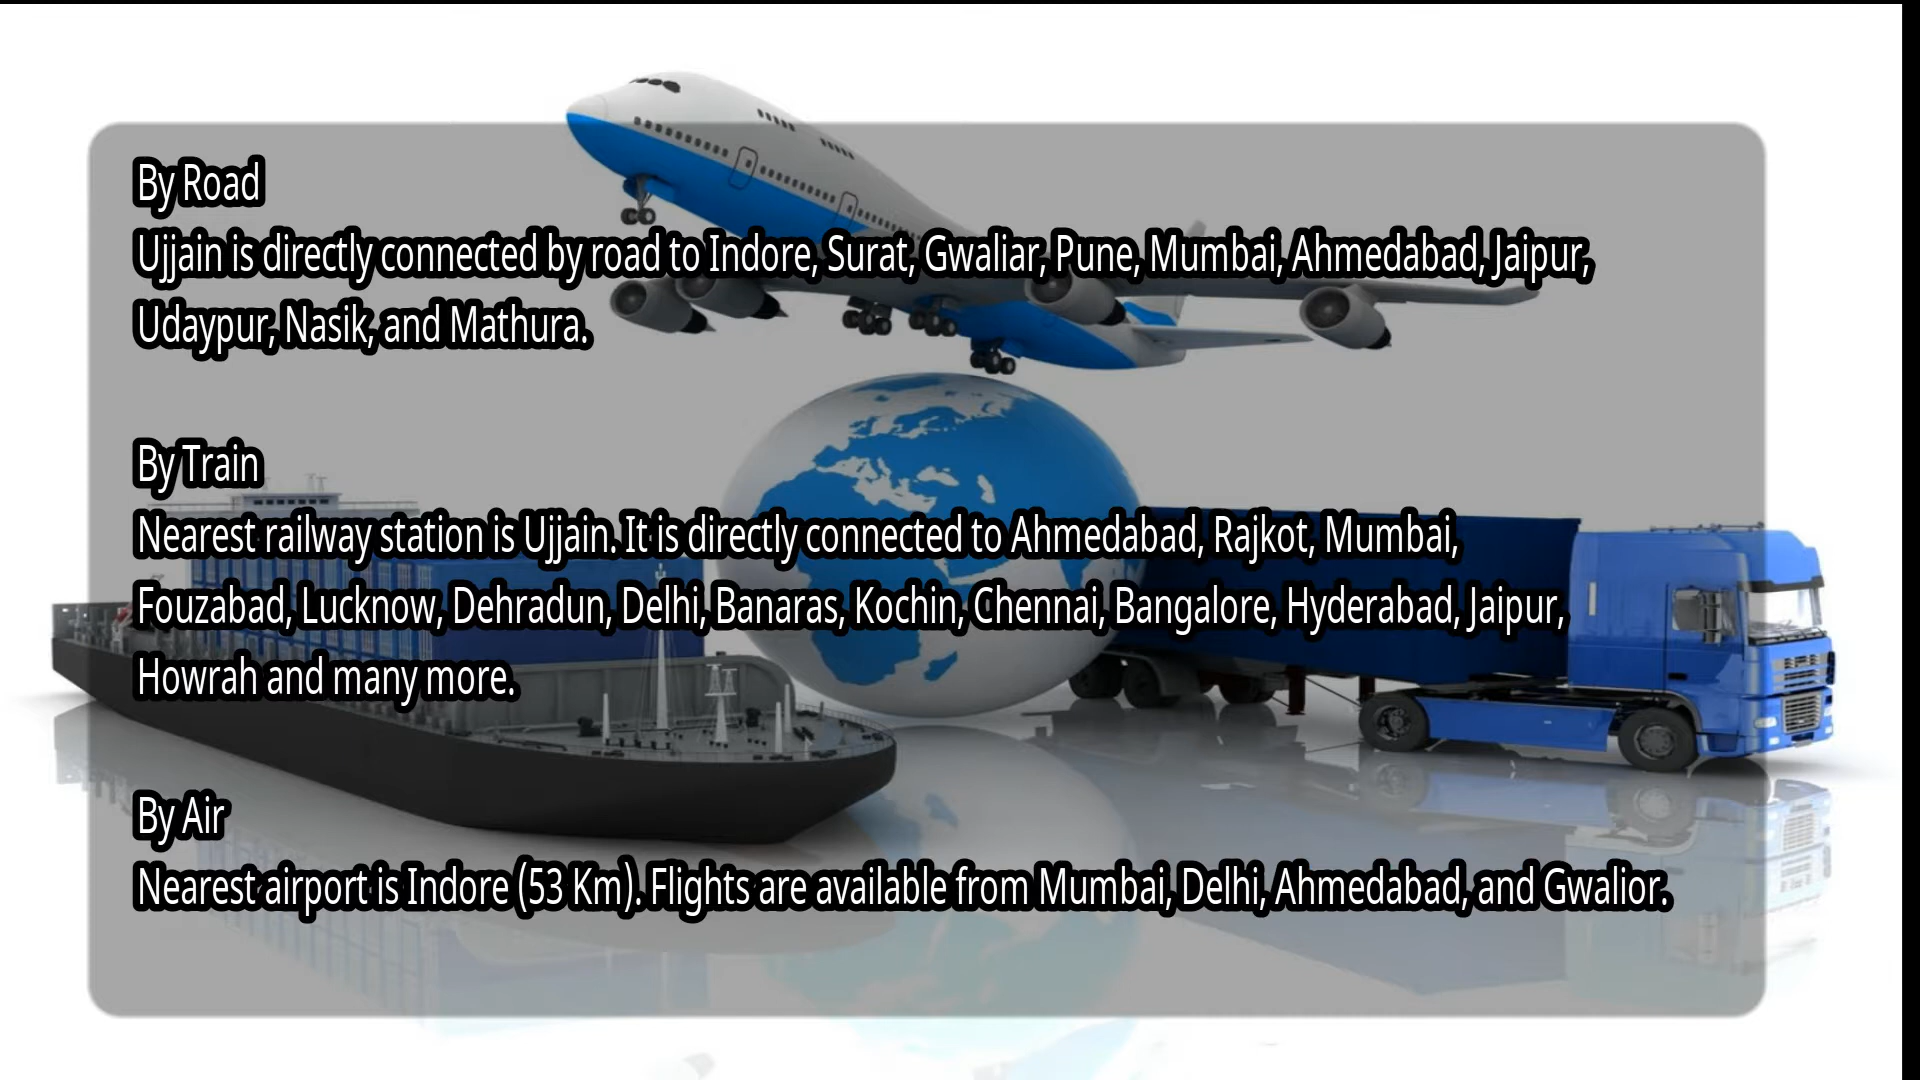 By Road
Ujjain is directly connected by road to Indore, Surat, Gwaliar, Pune, Mumbai, Ahmedabad, Jaipur,
Udaypur, Nasik, and Mathura.
By Train
Nearest railway station is Ujjain. It is directly connected to Ahmedabad, Rajkot, Mumbai,
Fouzabad, Lucknow, Dehradun, Delhi, Banaras, Kochin, Chennai, Bangalore, Hyderabad, Jaipur,
Howrah and many more.
By Air
Nearest airport is Indore (53 Km). Flights are available from Mumbai, Delhi, Ahmedabad, and Gwalior.